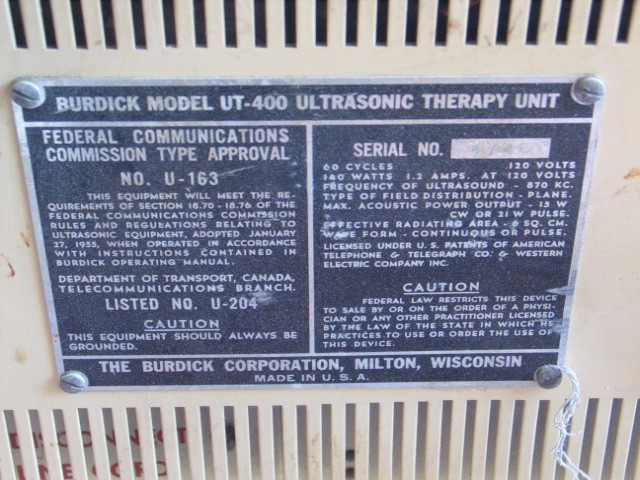 BURDICK MODEL UT-400 ULTRASONIC THERAPY UNIT
FEDERAL COMMUNICATIONS
COMMISSION TYPE APPROVAL
NO. U-163
THIS EQUIPMENT WILL MEET THE RE-
QUIREMENTS OF SECTION 18.70-18.76 OF THE
FEDERAL COMMUNICATIONS COMMISSION
RULES AND REGULATIONS RELATING TO
ULTRASONIC EQUIPMENT, ADOPTED JANUARY
27, 1955, WHEN OPERATED IN ACCORDANCE
WITH INSTRUCTIONS CONTAINED IN
BURDICK OPERATING MANUAL.
DEPARTMENT OF TRANSPORT, CANADA,
TELECOMMUNICATIONS BRANCH.
LISTED NO. U-204
CAUTION
THIS EQUIPMENT SHOULD ALWAYS BE
GROUNDED.
SERIAL NO.
60 CYCLES 120 VOLTS
140 WATTS 1.2 AMPS. AT 120 VOLTS
FREQUENCY OF ULTRASOUND - 870 KC.
TYPE OF FIELD DISTRIBUTION - PLANE.
MAX. ACOUSTIC POWER OUTPUT - 15 W
CW OR 21 W PULSE.
EFFECTIVE RADIATING AREA - 6 SQ. CM.
WAVE FORM - CONTINUOUS OR PULSE.
LICENSED UNDER U.S. PATENTS OF AMERICAN
TELEPHONE & TELEGRAPH CO. & WESTERN
ELECTRIC COMPANY INC.
CAUTION
FEDERAL LAW RESTRICTS THIS DEVICE
TO SALE BY OR ON THE ORDER OF A PHYSI-
CIAN OR ANY OTHER PRACTITIONER LICENSED
BY THE LAW OF THE STATE IN WHICH HE
PRACTICES TO USE OR ORDER THE USE OF
THIS DEVICE.
THE BURDICK CORPORATION, MILTON, WISCONSIN
MADE IN U.S.A.
DISCONNECT
LINE CORD